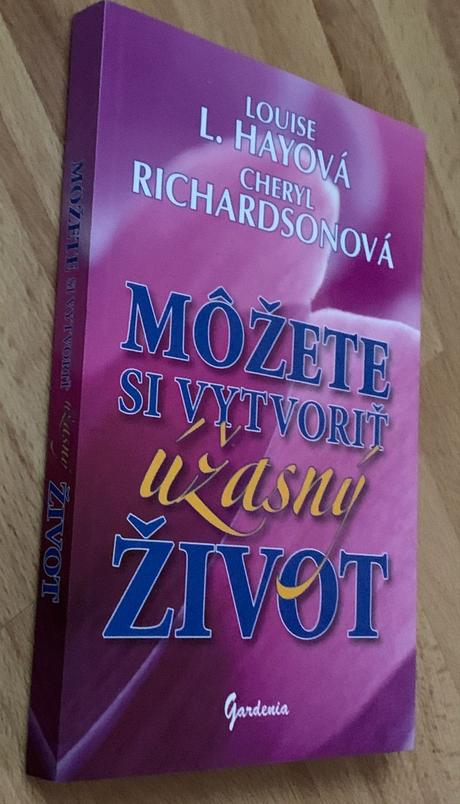 LOUISE
L. HAYOVÁ
CHERYL
RICHARDSONOVÁ
MÔŽETE
SI VYTVORIŤ
úžasný
ŽIVOT
Gardenia
MÔŽETE SI VYTVORIŤ úžasný ŽIVOT